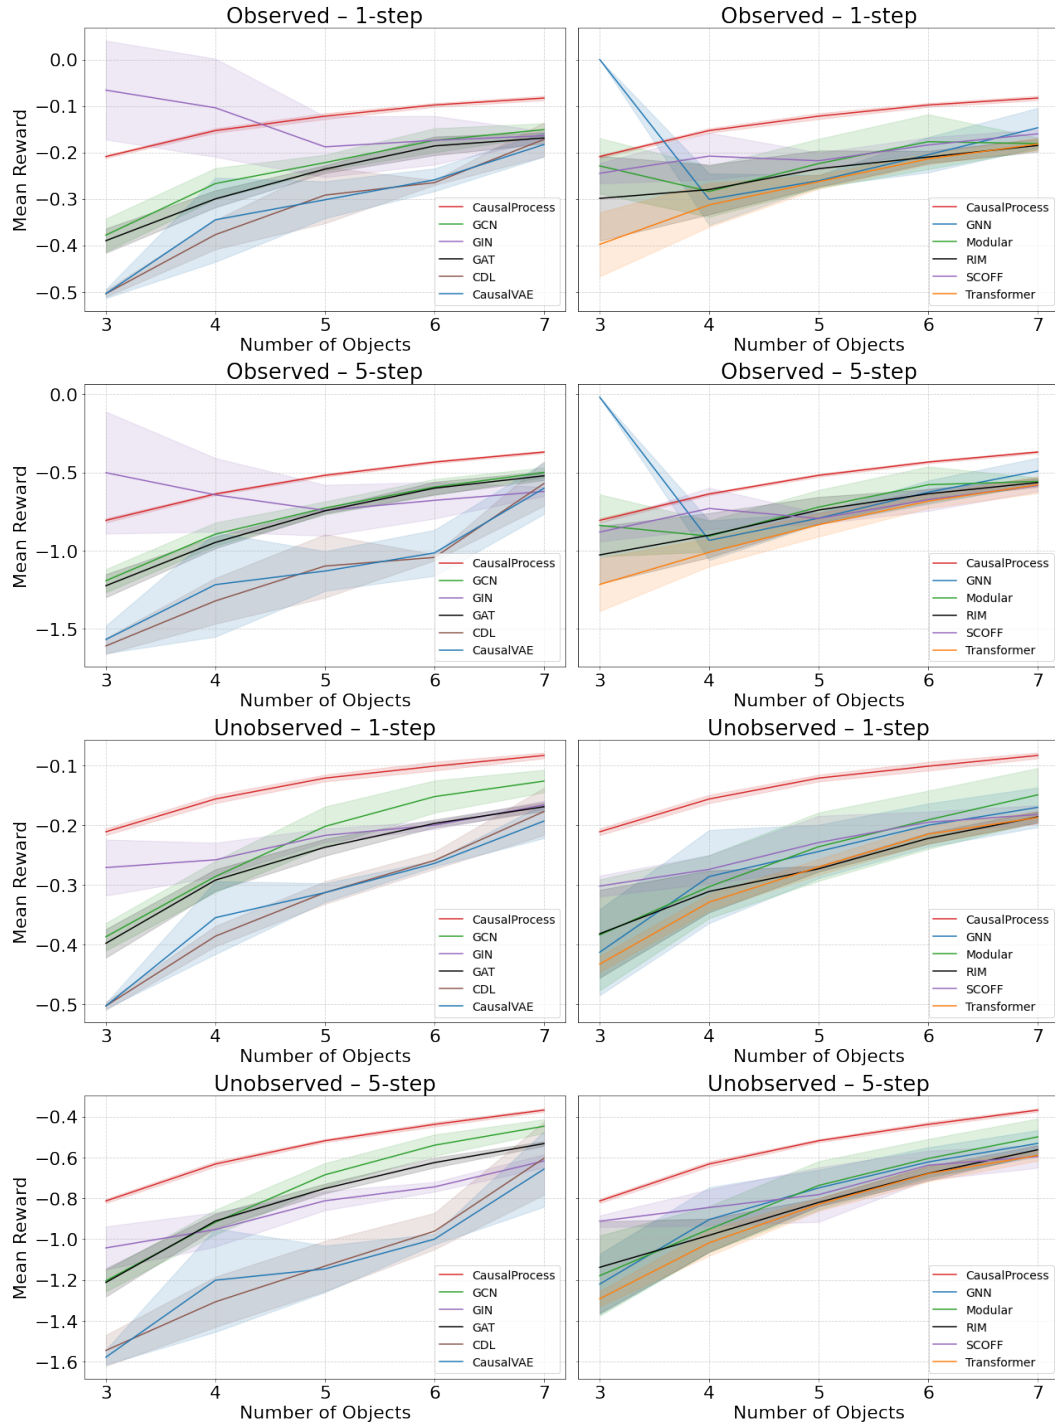 Observed – 1-step
Mean Reward
0.0
−0.1
−0.2
−0.3
−0.4
−0.5
CausalProcess
GCN
GIN
GAT
CDL
CausalVAE
3 4 5 6 7
Number of Objects
Observed – 1-step
CausalProcess
GNN
Modular
RIM
SCOFF
Transformer
3 4 5 6 7
Number of Objects
Observed – 5-step
Mean Reward
0.0
−0.5
−1.0
−1.5
CausalProcess
GCN
GIN
GAT
CDL
CausalVAE
3 4 5 6 7
Number of Objects
Observed – 5-step
CausalProcess
GNN
Modular
RIM
SCOFF
Transformer
3 4 5 6 7
Number of Objects
Unobserved – 1-step
Mean Reward
−0.1
−0.2
−0.3
−0.4
−0.5
CausalProcess
GCN
GIN
GAT
CDL
CausalVAE
3 4 5 6 7
Number of Objects
Unobserved – 1-step
CausalProcess
GNN
Modular
RIM
SCOFF
Transformer
3 4 5 6 7
Number of Objects
Unobserved – 5-step
Mean Reward
−0.4
−0.6
−0.8
−1.0
−1.2
−1.4
−1.6
CausalProcess
GCN
GIN
GAT
CDL
CausalVAE
3 4 5 6 7
Number of Objects
Unobserved – 5-step
CausalProcess
GNN
Modular
RIM
SCOFF
Transformer
3 4 5 6 7
Number of Objects